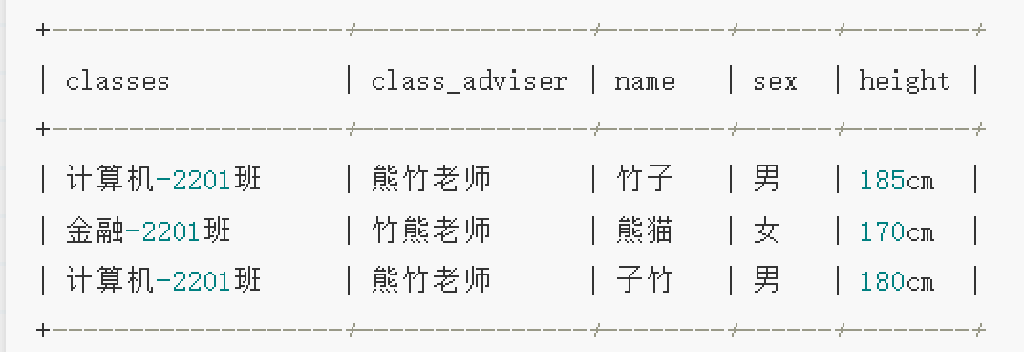 +-------------------+----------------+---------+-------+---------+
| classes | class_adviser | name | sex | height |
+-------------------+----------------+---------+-------+---------+
| 计算机-2201班 | 熊竹老师 | 竹子 | 男 | 185cm |
| 金融-2201班 | 竹熊老师 | 熊猫 | 女 | 170cm |
| 计算机-2201班 | 熊竹老师 | 子竹 | 男 | 180cm |
+-------------------+----------------+---------+-------+---------+